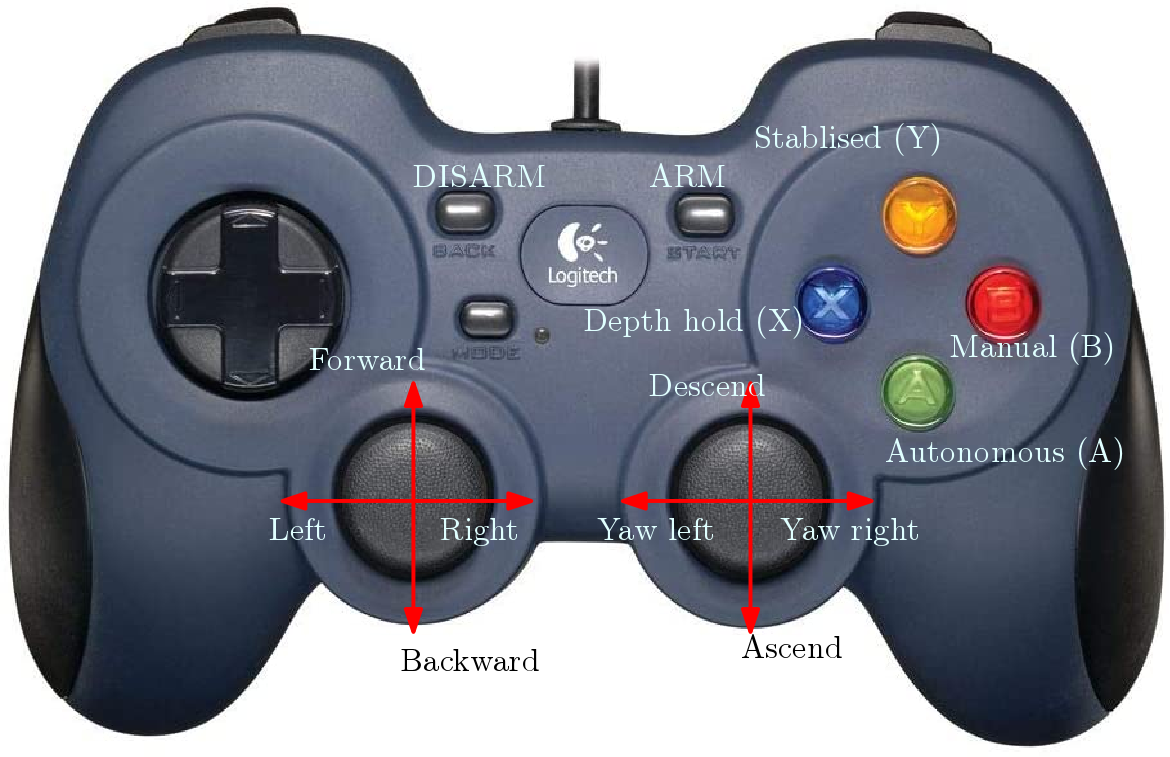 Stablised (Y)
DISARM
ARM
Y
BACK
START
Logitech
X
B
Depth hold (X)
Manual (B)
MODE
Forward
Descend
A
Autonomous (A)
Left
Right
Yaw left
Yaw right
Backward
Ascend